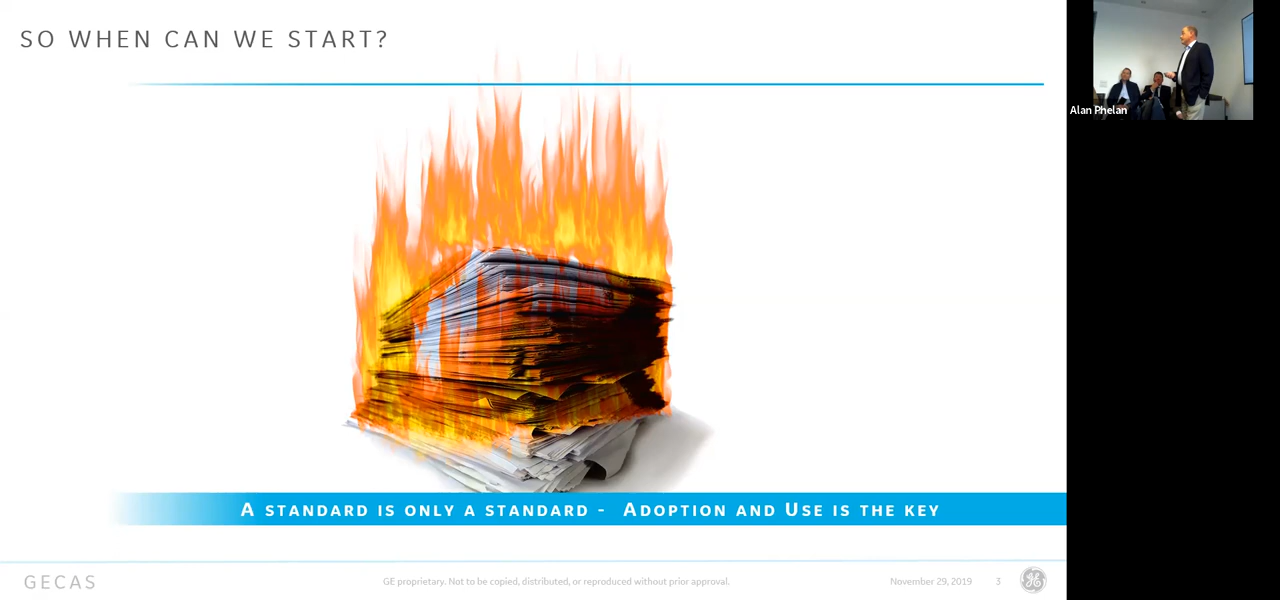 SO WHEN CAN WE START?
Alan Phelan
A STANDARD IS ONLY A STANDARD - ADOPTION AND USE IS THE KEY
GECAS
GE proprietary. Not to be copied, distributed, or reproduced without prior approval.
November 29, 2019
3